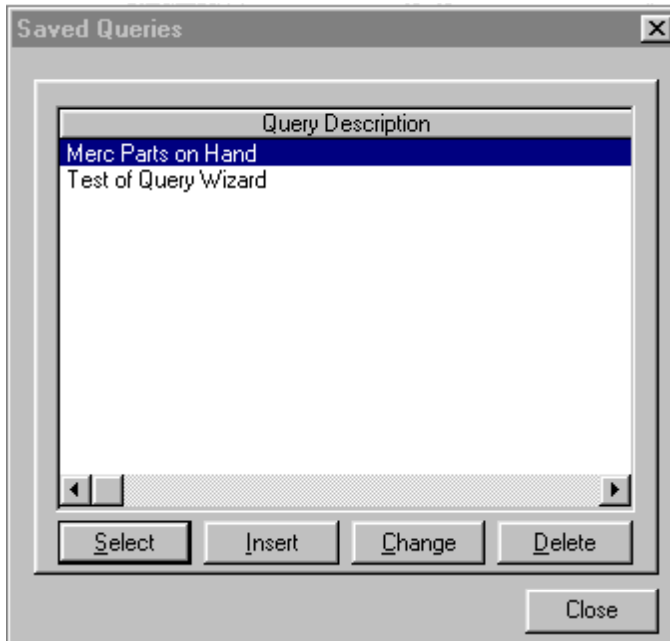 Saved Queries
Query Description
Merc Parts on Hand
Test of Query Wizard
Select Insert Change Delete
Close